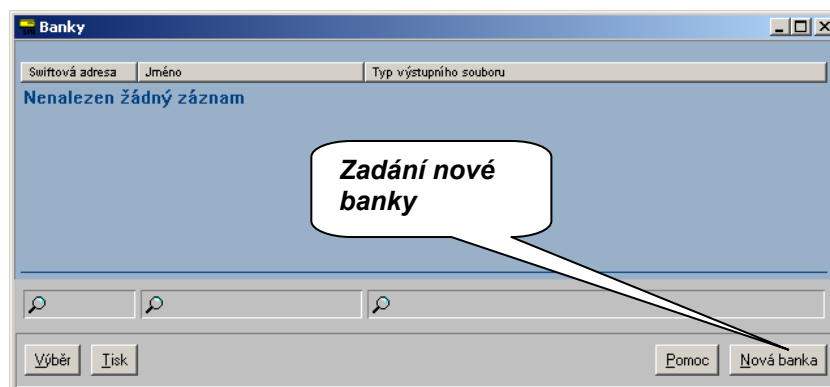 Banky
Swiftová adresa Jméno Typ výstupního souboru
Nenalezen žádný záznam
Zadání nové
banky
Výběr Tisk Pomoc Nová banka